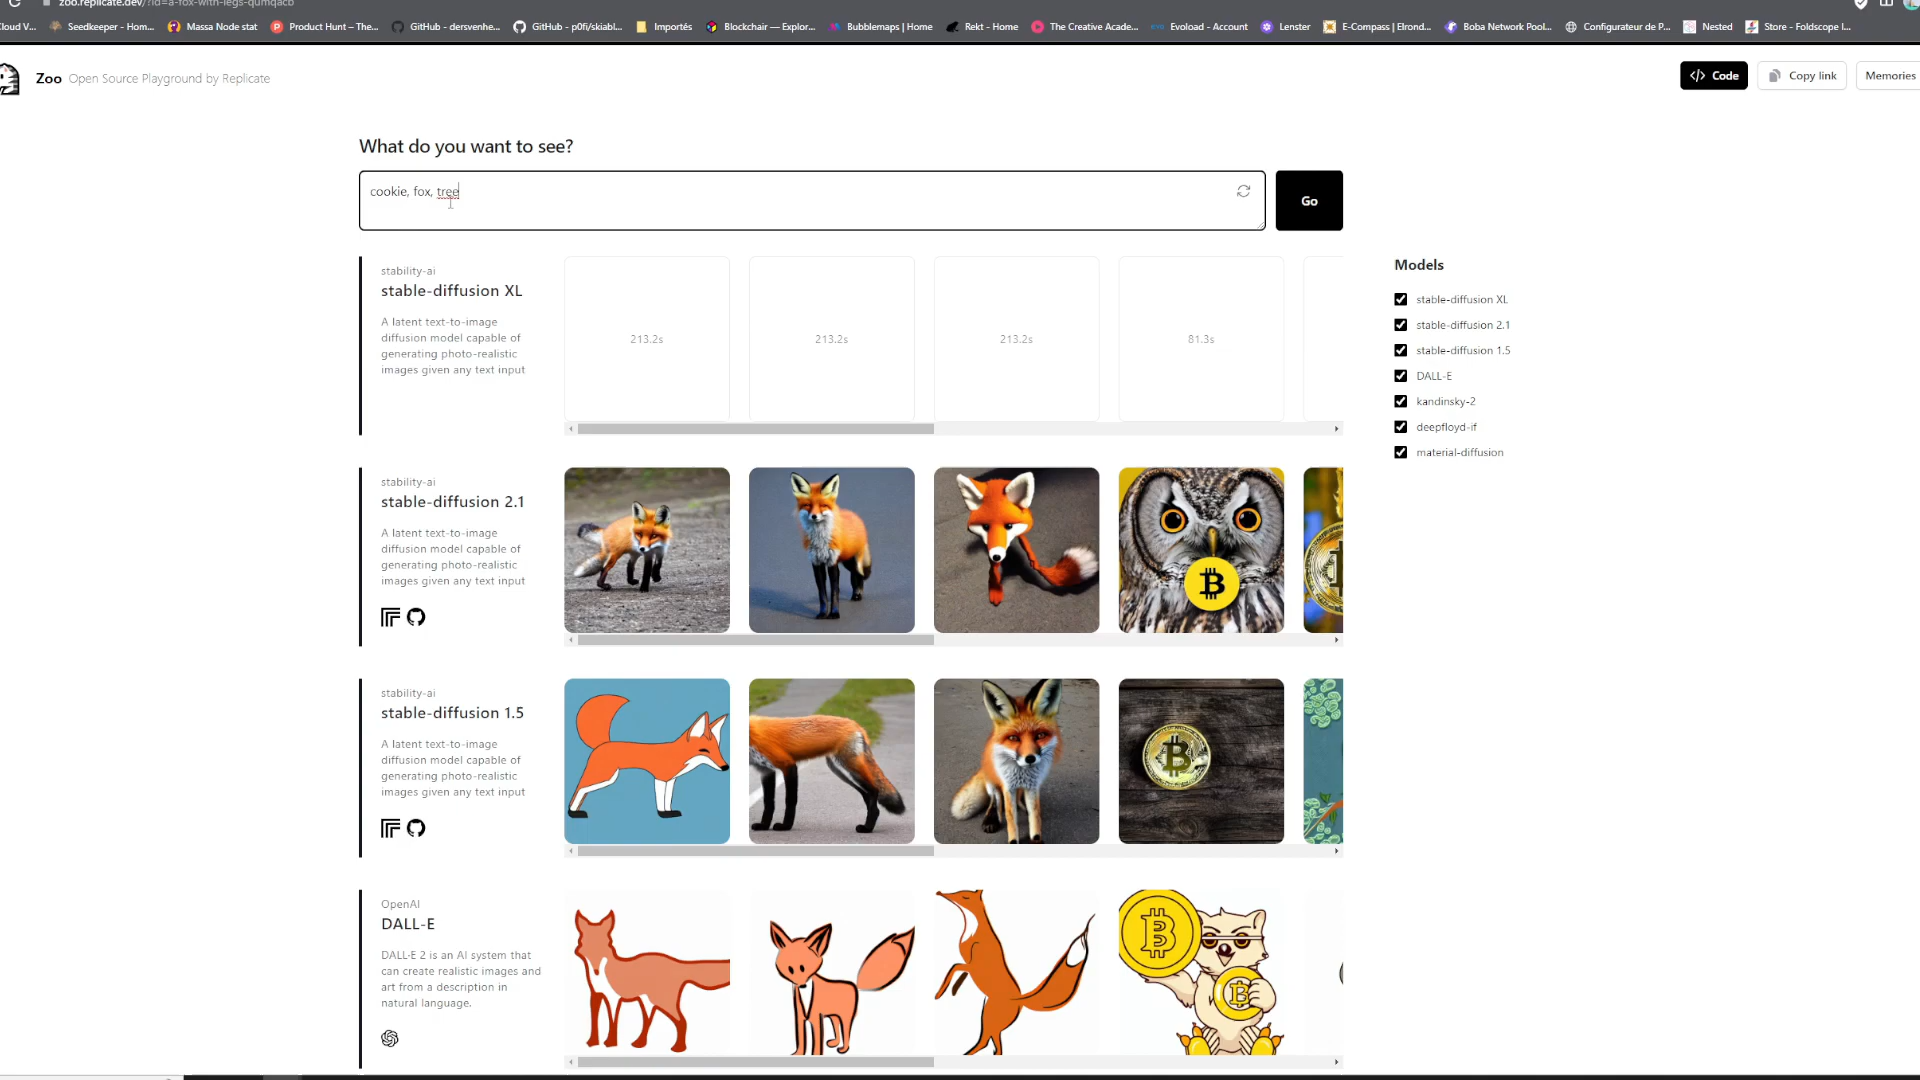 zoo.replicate.dev/?id=a-fox-with-legs-qumqacb
Cloud V... Seedkeeper - Hom... Massa Node stat Product Hunt – The... GitHub - dersvenhe... GitHub - p0fi/skiabl... Importés Blockchair — Explor... Bubblemaps | Home Rekt - Home The Creative Acade... Evoload - Account Lenster E-Compass | Elrond... Boba Network Pool... Configurateur de P... Nested Store - Foldscope I...
Zoo Open Source Playground by Replicate
</> Code Copy link Memories
What do you want to see?
cookie, fox, tree
Go
stability-ai
stable-diffusion XL
A latent text-to-image
diffusion model capable of
generating photo-realistic
images given any text input
213.2s 213.2s 213.2s 81.3s
Models
stable-diffusion XL
stable-diffusion 2.1
stable-diffusion 1.5
DALL-E
kandinsky-2
deepfloyd-if
material-diffusion
stability-ai
stable-diffusion 2.1
A latent text-to-image
diffusion model capable of
generating photo-realistic
images given any text input
stability-ai
stable-diffusion 1.5
A latent text-to-image
diffusion model capable of
generating photo-realistic
images given any text input
OpenAI
DALL-E
DALL·E 2 is an AI system that
can create realistic images and
art from a description in
natural language.